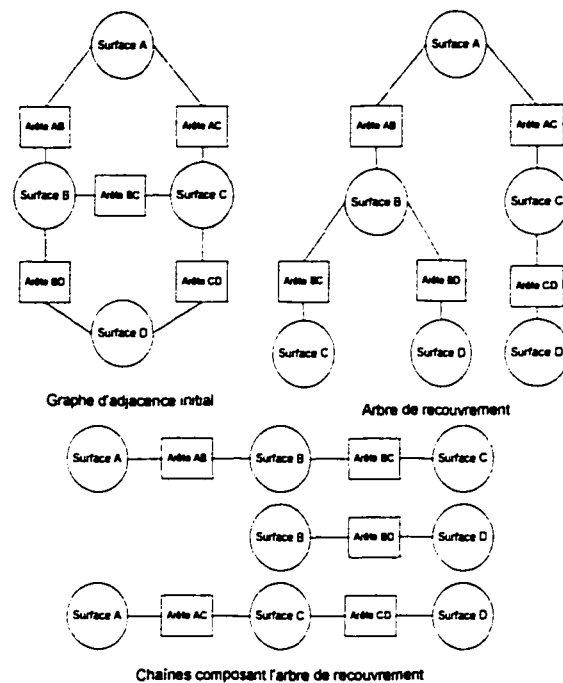 Surface A
Surface A
Arête AB
Arête AC
Arête AB
Arête AC
Surface B
Arête BC
Surface C
Surface B
Surface C
Arête BD
Arête CD
Arête BC
Arête BD
Arête CD
Surface D
Surface C
Surface D
Surface D
Graphe d'adjacence initial
Arbre de recouvrement
Surface A
Arête AB
Surface B
Arête BC
Surface C
Surface B
Arête BD
Surface D
Surface A
Arête AC
Surface C
Arête CD
Surface D
Chaînes composant l'arbre de recouvrement